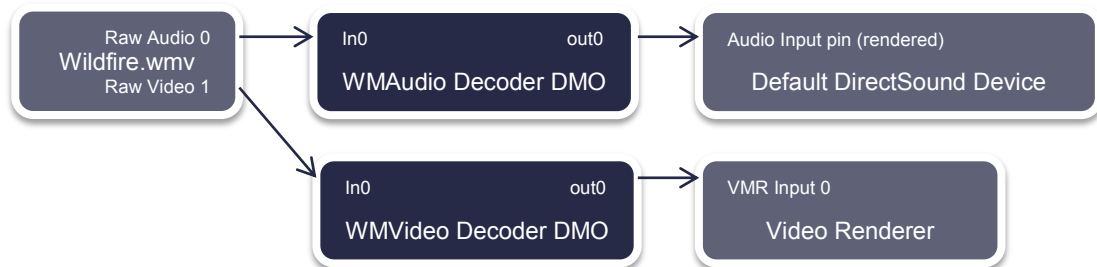 Raw Audio 0
Wildfire.wmv
Raw Video 1
In0 out0
WMAudio Decoder DMO
Audio Input pin (rendered)
Default DirectSound Device
In0 out0
WMVideo Decoder DMO
VMR Input 0
Video Renderer